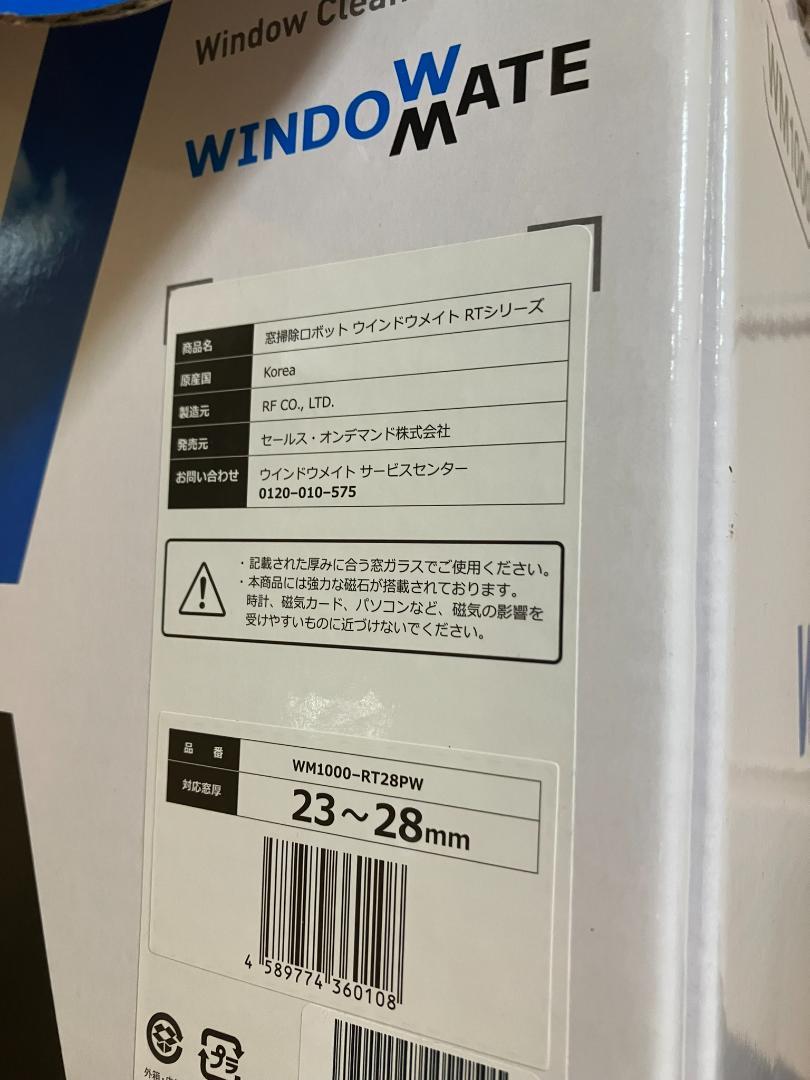 Window Clean
WINDOWMATE
商品名 窓掃除ロボット ウインドウメイト RTシリーズ
原産国 Korea
製造元 RF CO., LTD.
発売元 セールス・オンデマンド株式会社
お問い合わせ ウインドウメイト サービスセンター
0120-010-575
・記載された厚みに合う窓ガラスでご使用ください。
・本商品には強力な磁石が搭載されております。
時計、磁気カード、パソコンなど、磁気の影響を
受けやすいものに近づけないでください。
品 番 WM1000-RT28PW
対応窓厚 23～28mm
4 589774 360108
プラ